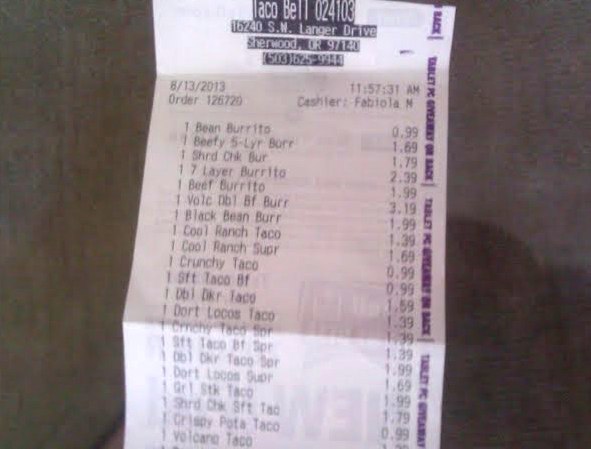 Taco Bell 024103
16240 S.W. Langer Drive
Sherwood, OR 97140
(503)625-9944
8/13/2013 11:57:31 AM
Order 126720 Cashier: Fabiola M
1 Bean Burrito 0.99
1 Beefy 5-Lyr Burr 1.69
1 Shrd Chk Bur 1.79
1 7 Layer Burrito 2.39
1 Beef Burrito 1.99
1 Volc Dbl Bf Burr 3.19
1 Black Bean Burr 1.99
1 Cool Ranch Taco 1.39
1 Cool Ranch Supr 1.69
1 Crunchy Taco 0.99
1 Sft Taco Bf 0.99
1 Dbl Dkr Taco 1.59
1 Dort Locos Taco 1.39
1 Crnchy Taco Spr 1.39
1 Sft Taco Bf Spr 1.39
1 Dbl Dkr Taco Spr 1.99
1 Dort Locos Supr 1.69
1 Grl Stk Taco 1.99
1 Shrd Chk Sft Tac 1.79
1 Crispy Pota Taco 0.99
1 Volcano Taco
BACK
TABLET PC GIVEAWAY ON BACK
TABLET PC GIVEAWAY ON BACK
TABLET PC GIVEAWAY